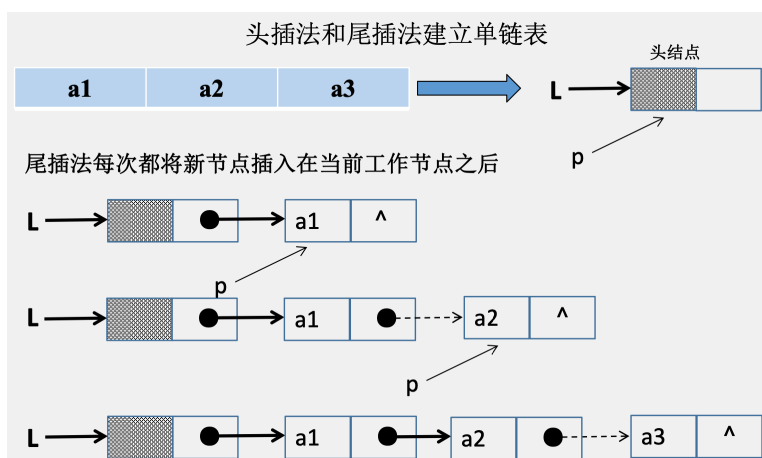 头插法和尾插法建立单链表
头结点
a1 a2 a3 L
p
尾插法每次都将新节点插入在当前工作节点之后
L a1 ^
p
L a1 a2 ^
p
L a1 a2 a3 ^